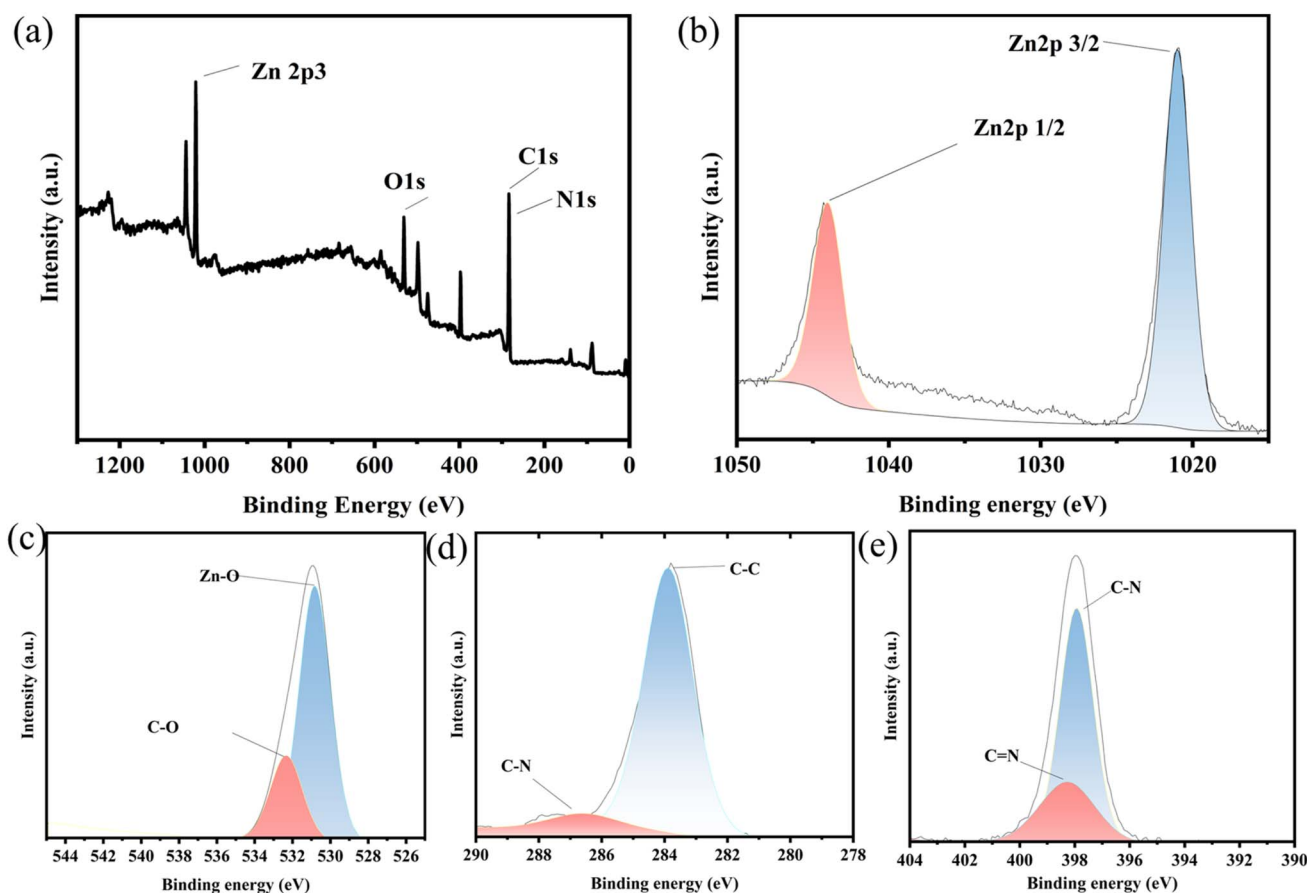 (a)
Zn 2p3
O1s
C1s
N1s
Intensity (a.u.)
1200 1000 800 600 400 200 0
Binding Energy (eV)
(b)
Zn2p 3/2
Zn2p 1/2
Intensity (a.u.)
1050 1040 1030 1020
Binding energy (eV)
(c)
Zn-O
C-O
Intensity (a.u.)
544 542 540 538 536 534 532 530 528 526
Binding energy (eV)
(d)
C-C
C-N
Intensity (a.u.)
290 288 286 284 282 280 278
Binding energy (eV)
(e)
C-N
C=N
Intensity (a.u.)
404 402 400 398 396 394 392 390
Binding energy (eV)